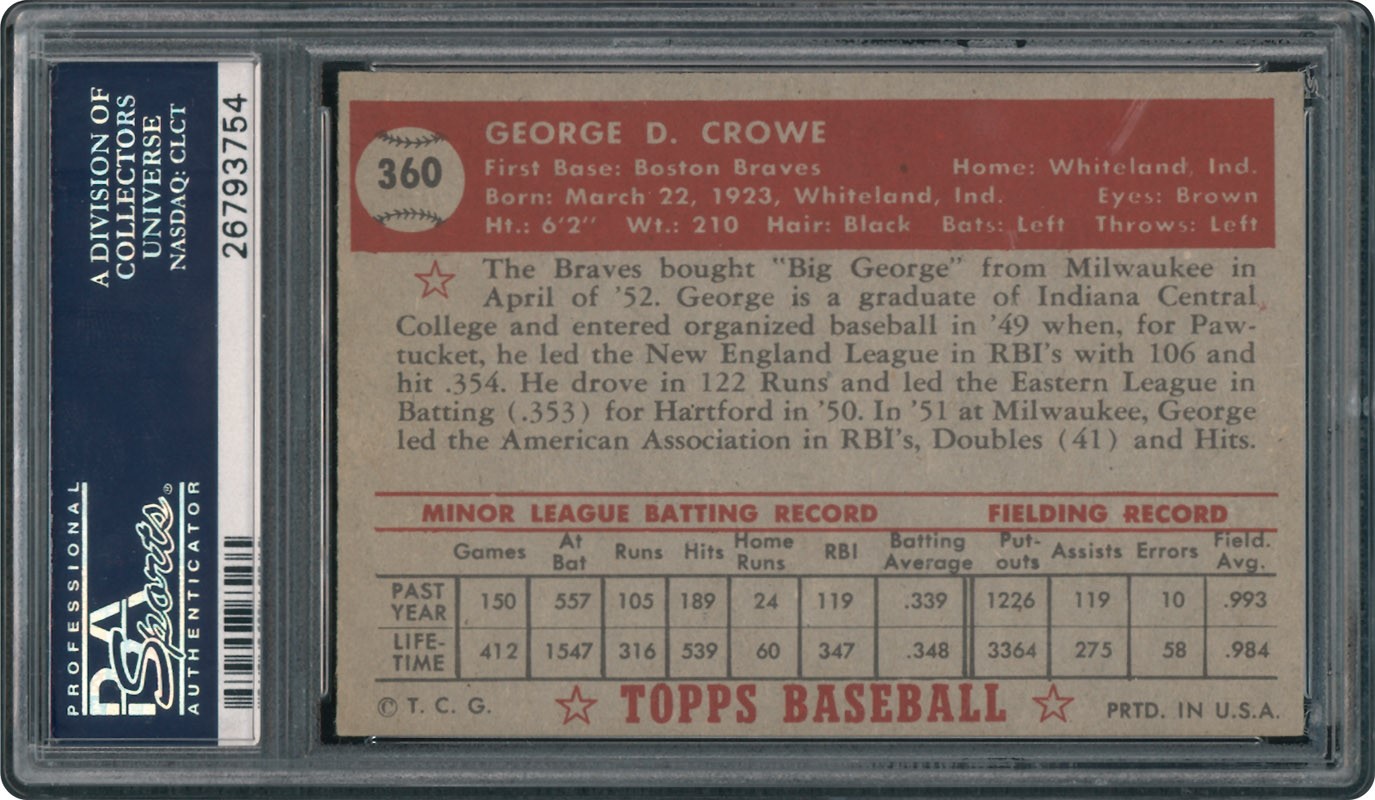 A DIVISION OF
COLLECTORS
UNIVERSE
NASDAQ: CLCT
26793754
PROFESSIONAL
PSA
Sports®
AUTHENTICATOR
360
GEORGE D. CROWE
First Base: Boston Braves Home: Whiteland, Ind.
Born: March 22, 1923, Whiteland, Ind. Eyes: Brown
Ht.: 6'2" Wt.: 210 Hair: Black Bats: Left Throws: Left
The Braves bought "Big George" from Milwaukee in
April of '52. George is a graduate of Indiana Central
College and entered organized baseball in '49 when, for Paw-
tucket, he led the New England League in RBI's with 106 and
hit .354. He drove in 122 Runs and led the Eastern League in
Batting (.353) for Hartford in '50. In '51 at Milwaukee, George
led the American Association in RBI's, Doubles (41) and Hits.
MINOR LEAGUE BATTING RECORD FIELDING RECORD
Games At Bat Runs Hits Home Runs RBI Batting Average Put-outs Assists Errors Field. Avg.
PAST YEAR 150 557 105 189 24 119 .339 1226 119 10 .993
LIFE-TIME 412 1547 316 539 60 347 .348 3364 275 58 .984
© T. C. G. TOPPS BASEBALL PRTD. IN U.S.A.